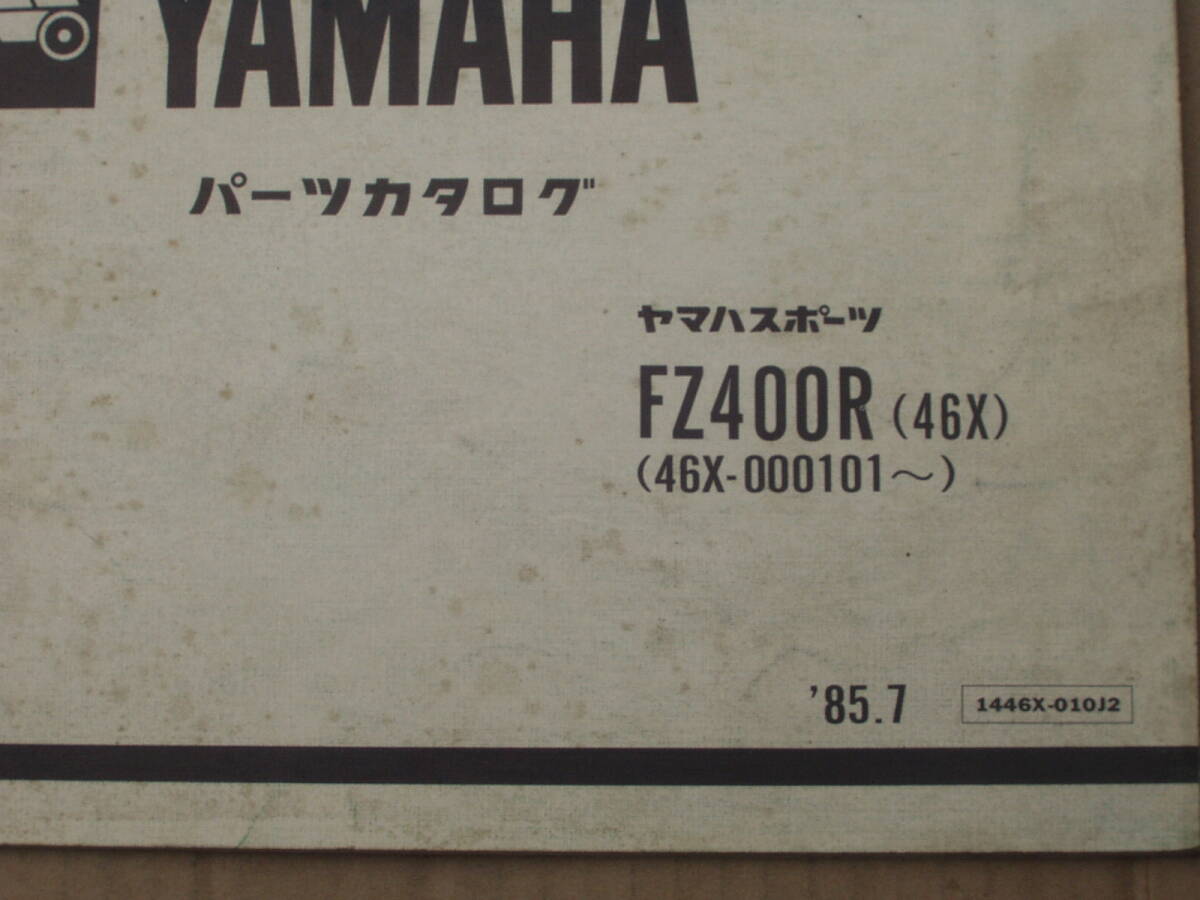 YAMAHA
パーツカタログ
ヤマハスポーツ
FZ400R (46X)
(46X-000101～)
'85.7
1446X-010J2